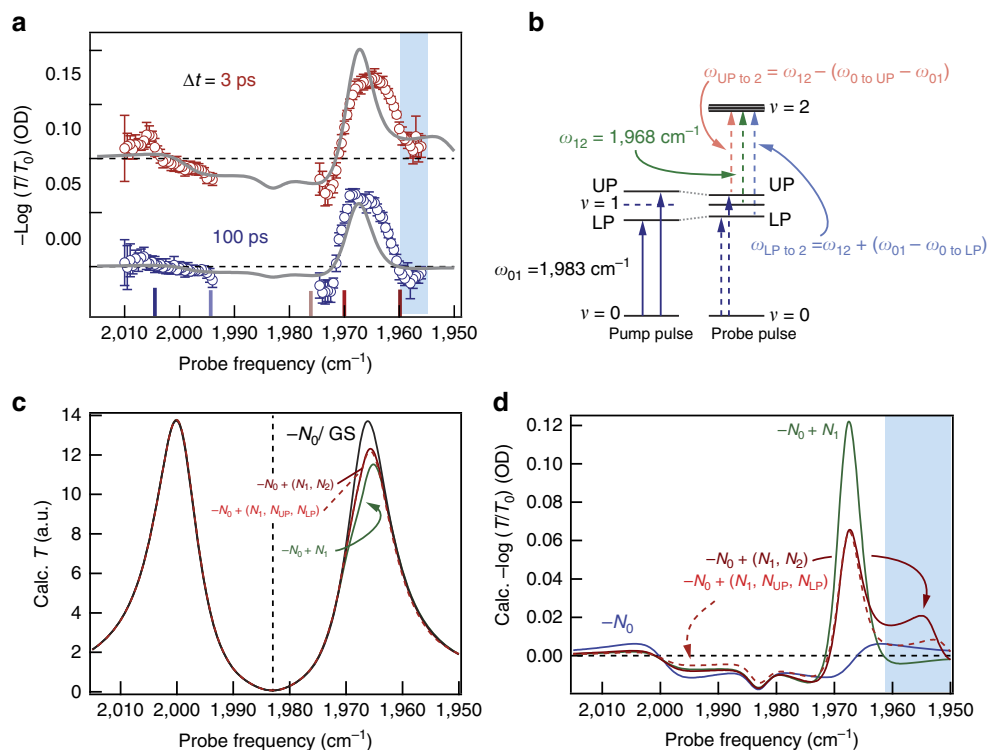 a
0.15
0.10
0.05
0.00
−Log (T/T0) (OD)
Δt = 3 ps
100 ps
2,010 2,000 1,990 1,980 1,970 1,960 1,950
Probe frequency (cm−1)
b
ωUP to 2 = ω12 − (ω0 to UP − ω01)
v = 2
ω12 = 1,968 cm−1
UP UP
v = 1
LP LP
ωLP to 2 =ω12 + (ω01 − ω0 to LP)
ω01 =1,983 cm−1
v = 0 v = 0
Pump pulse Probe pulse
c
14
12
10
8
6
4
2
0
Calc. T (a.u.)
−N0/ GS
−N0 + (N1, N2)
−N0 + (N1, NUP, NLP)
−N0 + N1
2,010 2,000 1,990 1,980 1,970 1,960 1,950
Probe frequency (cm−1)
d
0.12
0.10
0.08
0.06
0.04
0.02
0.00
Calc. −log (T/T0) (OD)
−N0 + N1
−N0 + (N1, N2)
−N0 + (N1, NUP, NLP)
−N0
2,010 2,000 1,990 1,980 1,970 1,960 1,950
Probe frequency (cm−1)